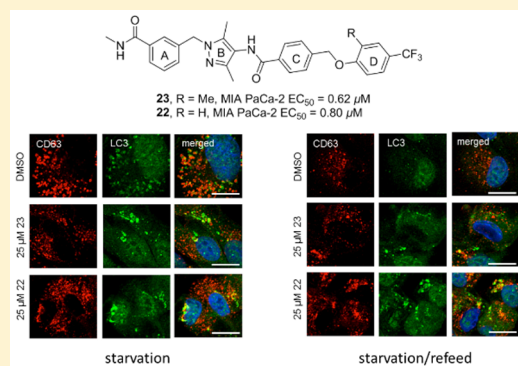 O
N
H
A
N
N
B
HN
O
C
O
R
D
CF₃
23, R = Me, MIA PaCa-2 EC₅₀ = 0.62 µM
22, R = H, MIA PaCa-2 EC₅₀ = 0.80 µM
CD63 LC3 merged
DMSO
25 µM 23
25 µM 22
starvation
CD63 LC3 merged
DMSO
25 µM 23
25 µM 22
starvation/refeed